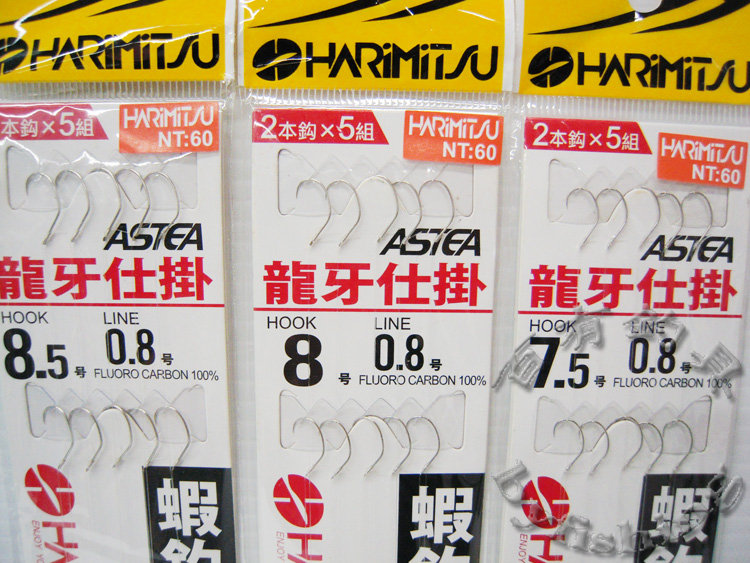 HARiMiTSU
2本鈎×5組
HARiMiTSU
NT:60
ASTEA
龍牙仕掛
HOOK LINE
8.5号 0.8号
FLUORO CARBON 100%
蝦
HARiMiTSU
2本鈎×5組
HARiMiTSU
NT:60
ASTEA
龍牙仕掛
HOOK LINE
8号 0.8号
FLUORO CARBON 100%
蝦
HARiMiTSU
2本鈎×5組
HARiMiTSU
NT:60
ASTEA
龍牙仕掛
HOOK LINE
7.5号 0.8号
FLUORO CARBON 100%
蝦